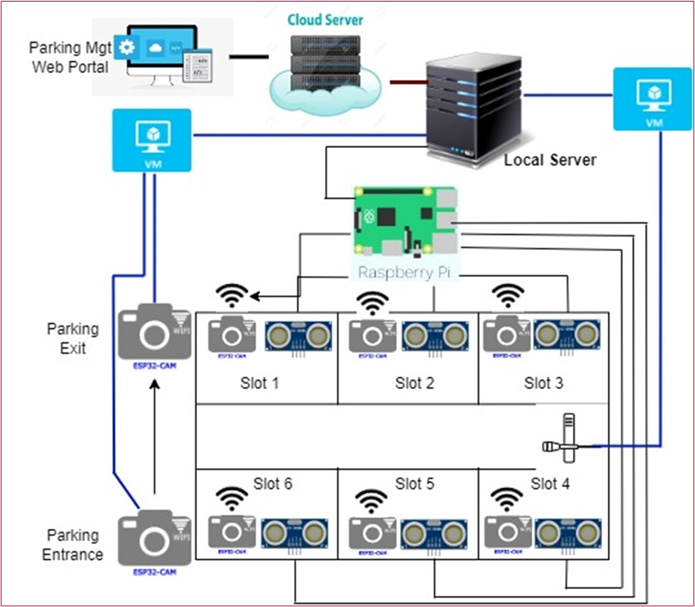 Cloud Server
Parking Mgt
Web Portal
VM
VM
Local Server
Raspberry Pi
Parking
Exit
WIFI
ESP32-CAM
ESP32-CAM
ESP32-CAM
ESP32-CAM
Slot 1
Slot 2
Slot 3
Slot 6
Slot 5
Slot 4
Parking
Entrance
WIFI
ESP32-CAM
ESP32-CAM
ESP32-CAM
ESP32-CAM